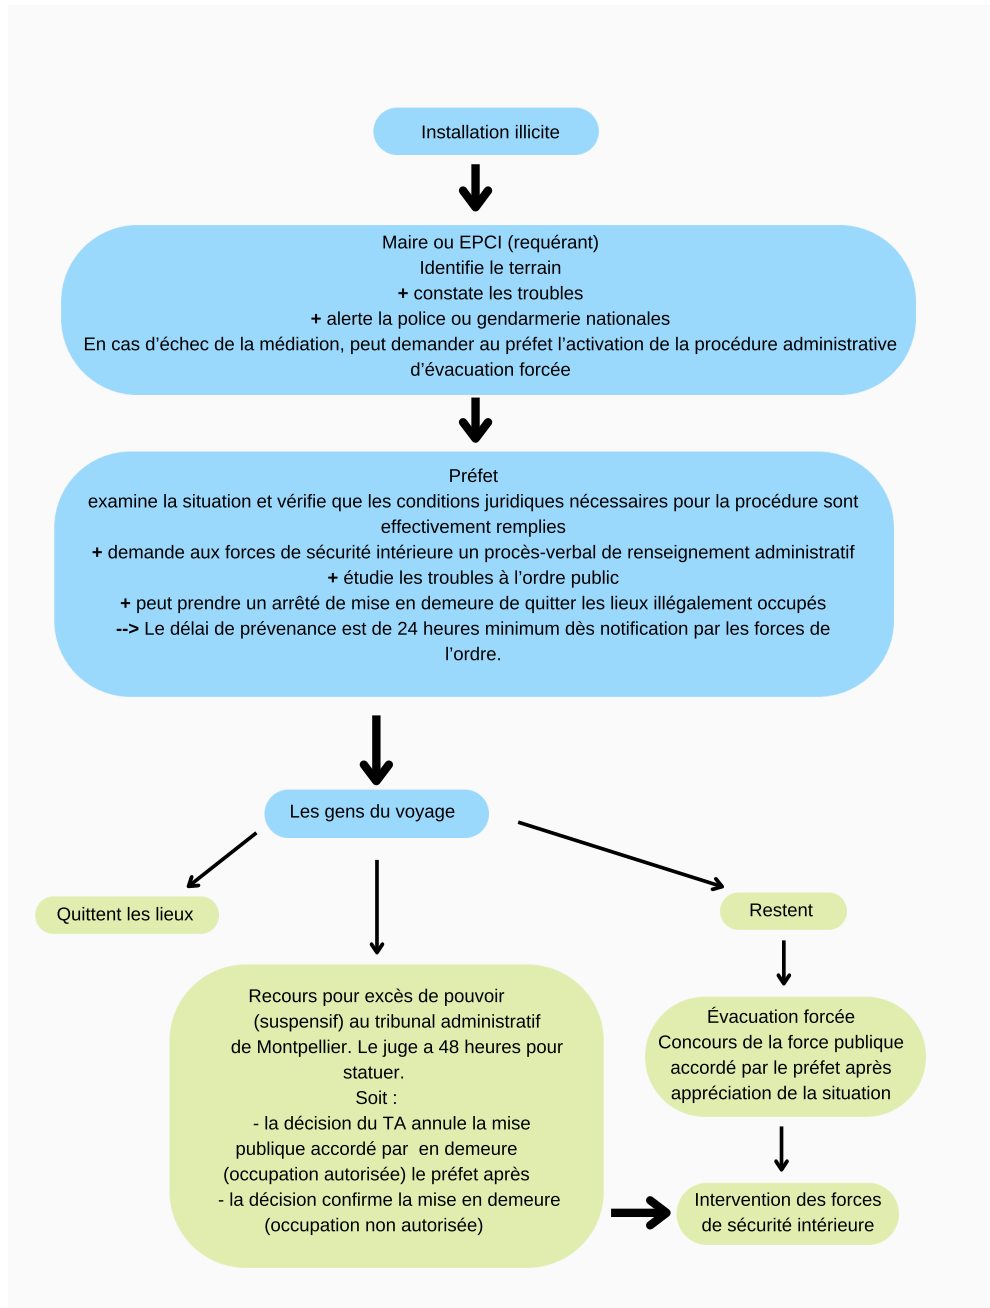 Installation illicite
Maire ou EPCI (requérant)
Identifie le terrain
+ constate les troubles
+ alerte la police ou gendarmerie nationales
En cas d’échec de la médiation, peut demander au préfet l’activation de la procédure administrative
d’évacuation forcée
Préfet
examine la situation et vérifie que les conditions juridiques nécessaires pour la procédure sont
effectivement remplies
+ demande aux forces de sécurité intérieure un procès-verbal de renseignement administratif
+ étudie les troubles à l’ordre public
+ peut prendre un arrêté de mise en demeure de quitter les lieux illégalement occupés
--> Le délai de prévenance est de 24 heures minimum dès notification par les forces de
l’ordre.
Les gens du voyage
Quittent les lieux
Recours pour excès de pouvoir
(suspensif) au tribunal administratif
de Montpellier. Le juge a 48 heures pour
statuer.
Soit :
- la décision du TA annule la mise
publique accordé par  en demeure
(occupation autorisée) le préfet après
- la décision confirme la mise en demeure
(occupation non autorisée)
Restent
Évacuation forcée
Concours de la force publique
accordé par le préfet après
appréciation de la situation
Intervention des forces
de sécurité intérieure